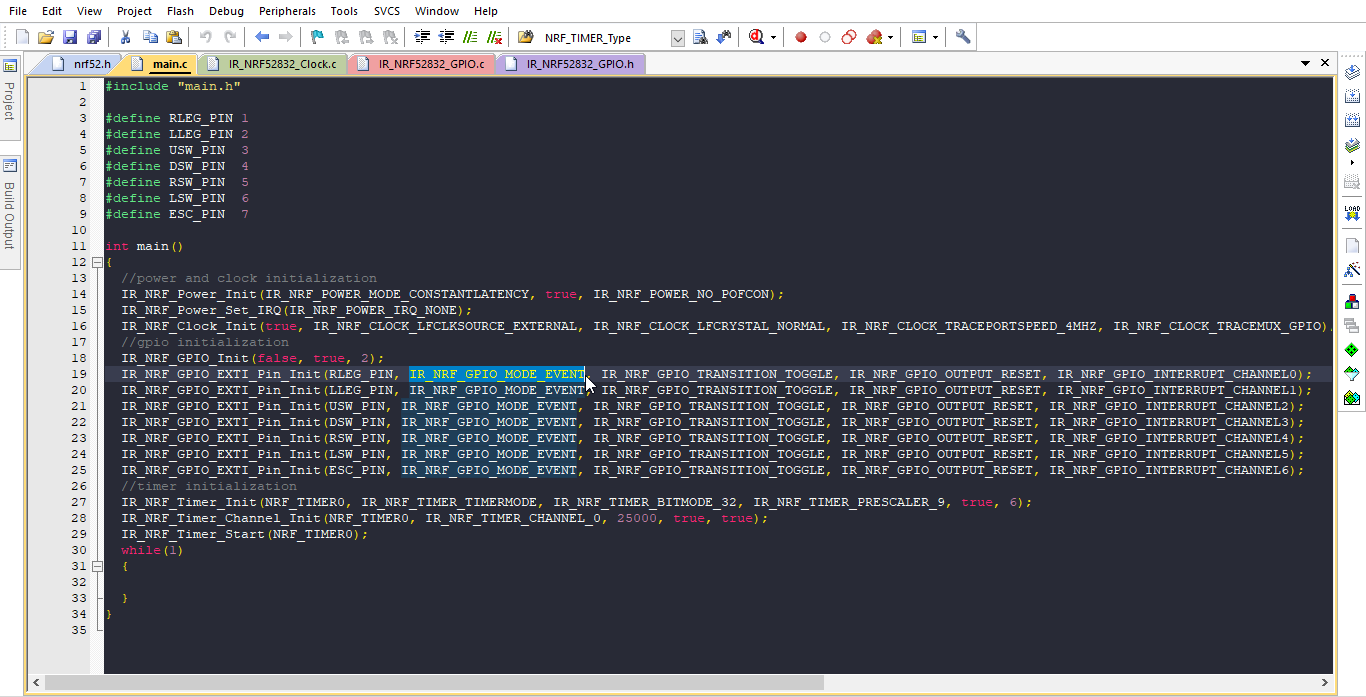 File Edit View Project Flash Debug Peripherals Tools SVCS Window Help
NRF_TIMER_Type
nrf52.h main.c IR_NRF52832_Clock.c IR_NRF52832_GPIO.c IR_NRF52832_GPIO.h
Project
Build Output
LOAD
1 #include "main.h"
2
3 #define RLEG_PIN 1
4 #define LLEG_PIN 2
5 #define USW_PIN  3
6 #define DSW_PIN  4
7 #define RSW_PIN  5
8 #define LSW_PIN  6
9 #define ESC_PIN  7
10
11 int main()
12 {
13   //power and clock initialization
14   IR_NRF_Power_Init(IR_NRF_POWER_MODE_CONSTANTLATENCY, true, IR_NRF_POWER_NO_POFCON);
15   IR_NRF_Power_Set_IRQ(IR_NRF_POWER_IRQ_NONE);
16   IR_NRF_Clock_Init(true, IR_NRF_CLOCK_LFCLKSOURCE_EXTERNAL, IR_NRF_CLOCK_LFCRYSTAL_NORMAL, IR_NRF_CLOCK_TRACEPORTSPEED_4MHZ, IR_NRF_CLOCK_TRACEMUX_GPIO)
17   //gpio initialization
18   IR_NRF_GPIO_Init(false, true, 2);
19   IR_NRF_GPIO_EXTI_Pin_Init(RLEG_PIN, IR_NRF_GPIO_MODE_EVENT, IR_NRF_GPIO_TRANSITION_TOGGLE, IR_NRF_GPIO_OUTPUT_RESET, IR_NRF_GPIO_INTERRUPT_CHANNEL0);
20   IR_NRF_GPIO_EXTI_Pin_Init(LLEG_PIN, IR_NRF_GPIO_MODE_EVENT, IR_NRF_GPIO_TRANSITION_TOGGLE, IR_NRF_GPIO_OUTPUT_RESET, IR_NRF_GPIO_INTERRUPT_CHANNEL1);
21   IR_NRF_GPIO_EXTI_Pin_Init(USW_PIN, IR_NRF_GPIO_MODE_EVENT, IR_NRF_GPIO_TRANSITION_TOGGLE, IR_NRF_GPIO_OUTPUT_RESET, IR_NRF_GPIO_INTERRUPT_CHANNEL2);
22   IR_NRF_GPIO_EXTI_Pin_Init(DSW_PIN, IR_NRF_GPIO_MODE_EVENT, IR_NRF_GPIO_TRANSITION_TOGGLE, IR_NRF_GPIO_OUTPUT_RESET, IR_NRF_GPIO_INTERRUPT_CHANNEL3);
23   IR_NRF_GPIO_EXTI_Pin_Init(RSW_PIN, IR_NRF_GPIO_MODE_EVENT, IR_NRF_GPIO_TRANSITION_TOGGLE, IR_NRF_GPIO_OUTPUT_RESET, IR_NRF_GPIO_INTERRUPT_CHANNEL4);
24   IR_NRF_GPIO_EXTI_Pin_Init(LSW_PIN, IR_NRF_GPIO_MODE_EVENT, IR_NRF_GPIO_TRANSITION_TOGGLE, IR_NRF_GPIO_OUTPUT_RESET, IR_NRF_GPIO_INTERRUPT_CHANNEL5);
25   IR_NRF_GPIO_EXTI_Pin_Init(ESC_PIN, IR_NRF_GPIO_MODE_EVENT, IR_NRF_GPIO_TRANSITION_TOGGLE, IR_NRF_GPIO_OUTPUT_RESET, IR_NRF_GPIO_INTERRUPT_CHANNEL6);
26   //timer initialization
27   IR_NRF_Timer_Init(NRF_TIMER0, IR_NRF_TIMER_TIMERMODE, IR_NRF_TIMER_BITMODE_32, IR_NRF_TIMER_PRESCALER_9, true, 6);
28   IR_NRF_Timer_Channel_Init(NRF_TIMER0, IR_NRF_TIMER_CHANNEL_0, 25000, true, true);
29   IR_NRF_Timer_Start(NRF_TIMER0);
30   while(1)
31   {
32
33   }
34 }
35